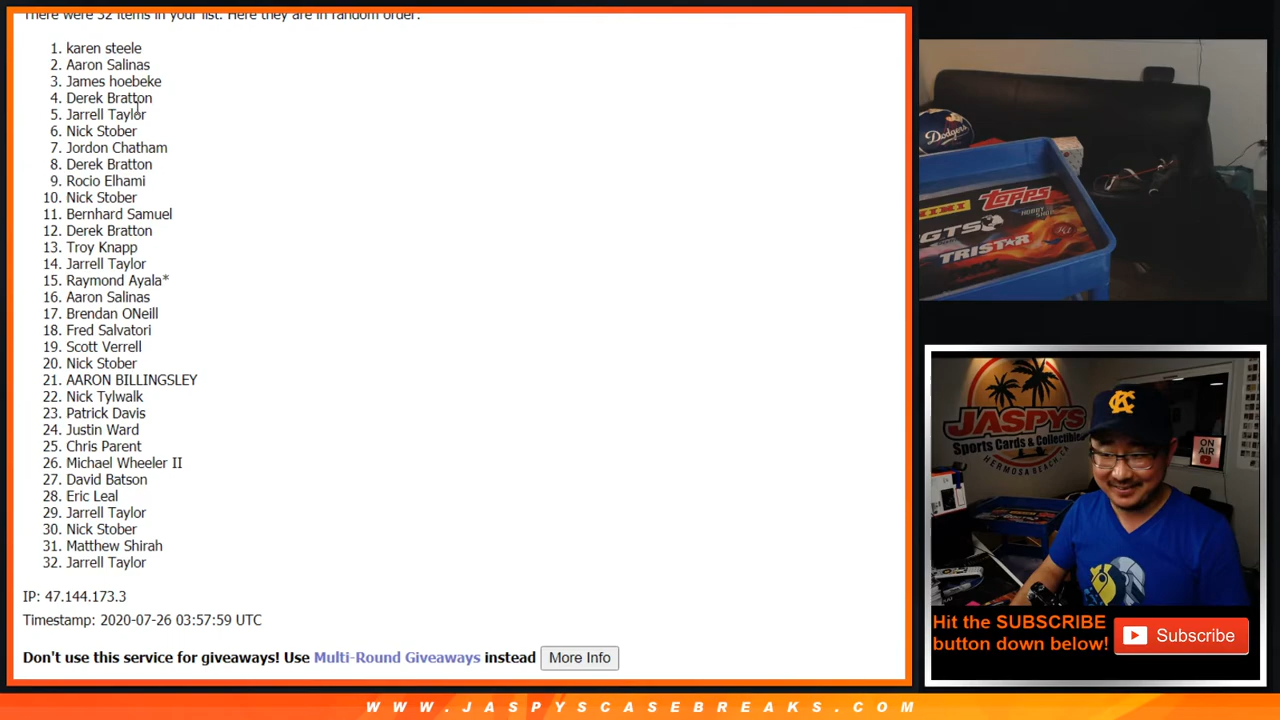 There were 32 items in your list. Here they are in random order:
1. karen steele
2. Aaron Salinas
3. James hoebeke
4. Derek Bratton
5. Jarrell Taylor
6. Nick Stober
7. Jordon Chatham
8. Derek Bratton
9. Rocio Elhami
10. Nick Stober
11. Bernhard Samuel
12. Derek Bratton
13. Troy Knapp
14. Jarrell Taylor
15. Raymond Ayala*
16. Aaron Salinas
17. Brendan ONeill
18. Fred Salvatori
19. Scott Verrell
20. Nick Stober
21. AARON BILLINGSLEY
22. Nick Tylwalk
23. Patrick Davis
24. Justin Ward
25. Chris Parent
26. Michael Wheeler II
27. David Batson
28. Eric Leal
29. Jarrell Taylor
30. Nick Stober
31. Matthew Shirah
32. Jarrell Taylor
IP: 47.144.173.3
Timestamp: 2020-07-26 03:57:59 UTC
Don't use this service for giveaways! Use Multi-Round Giveaways instead More Info
Dodgers
TOPPS
HOBBY SHOP
GTS
TRISTAR
JASPYS
Sports Cards & Collectible
HERMOSA BEACH, CA
ON AIR
KC
Hit the SUBSCRIBE
button down below!
Subscribe
WWW.JASPYSCASEBREAKS.COM